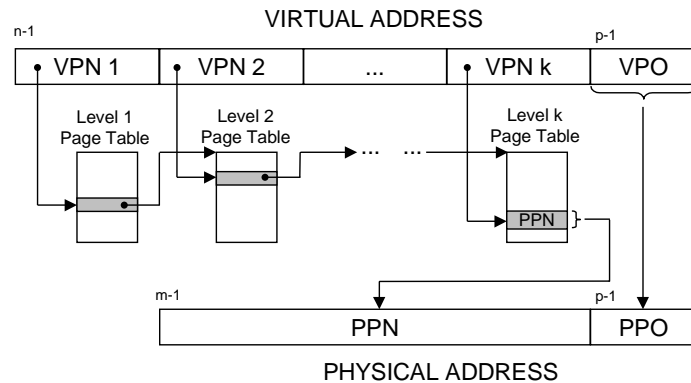 VIRTUAL ADDRESS
n-1 p-1
VPN 1 VPN 2 ... VPN k VPO
Level 1
Page Table
Level 2
Page Table
Level k
Page Table
... ...
PPN
m-1 p-1
PPN PPO
PHYSICAL ADDRESS